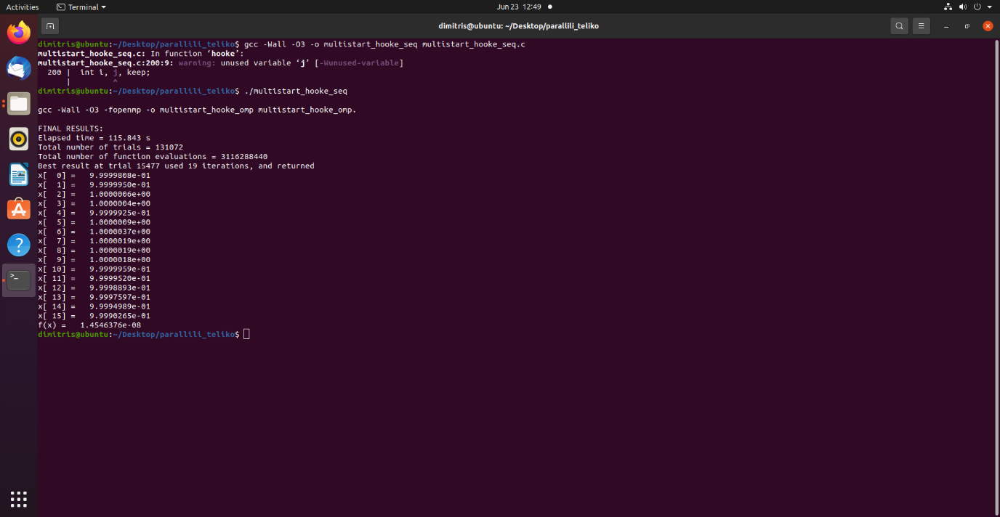 Activities Terminal Jun 23 12:49
dimitris@ubuntu: ~/Desktop/parallili_teliko
dimitris@ubuntu:~/Desktop/parallili_teliko$ gcc -Wall -O3 -o multistart_hooke_seq multistart_hooke_seq.c
multistart_hooke_seq.c: In function ‘hooke’:
multistart_hooke_seq.c:200:9: warning: unused variable ‘j’ [-Wunused-variable]
  200 |  int i, j, keep;
      |         ^
dimitris@ubuntu:~/Desktop/parallili_teliko$ ./multistart_hooke_seq
gcc -Wall -O3 -fopenmp -o multistart_hooke_omp multistart_hooke_omp.
FINAL RESULTS:
Elapsed time = 115.843 s
Total number of trials = 131072
Total number of function evaluations = 3116288440
Best result at trial 15477 used 19 iterations, and returned
x[  0] =   9.9999808e-01
x[  1] =   9.9999950e-01
x[  2] =   1.0000006e+00
x[  3] =   1.0000004e+00
x[  4] =   9.9999925e-01
x[  5] =   1.0000009e+00
x[  6] =   1.0000037e+00
x[  7] =   1.0000019e+00
x[  8] =   1.0000019e+00
x[  9] =   1.0000018e+00
x[ 10] =   9.9999959e-01
x[ 11] =   9.9999520e-01
x[ 12] =   9.9998893e-01
x[ 13] =   9.9997597e-01
x[ 14] =   9.9994989e-01
x[ 15] =   9.9990265e-01
f(x) =   1.4546376e-08
dimitris@ubuntu:~/Desktop/parallili_teliko$